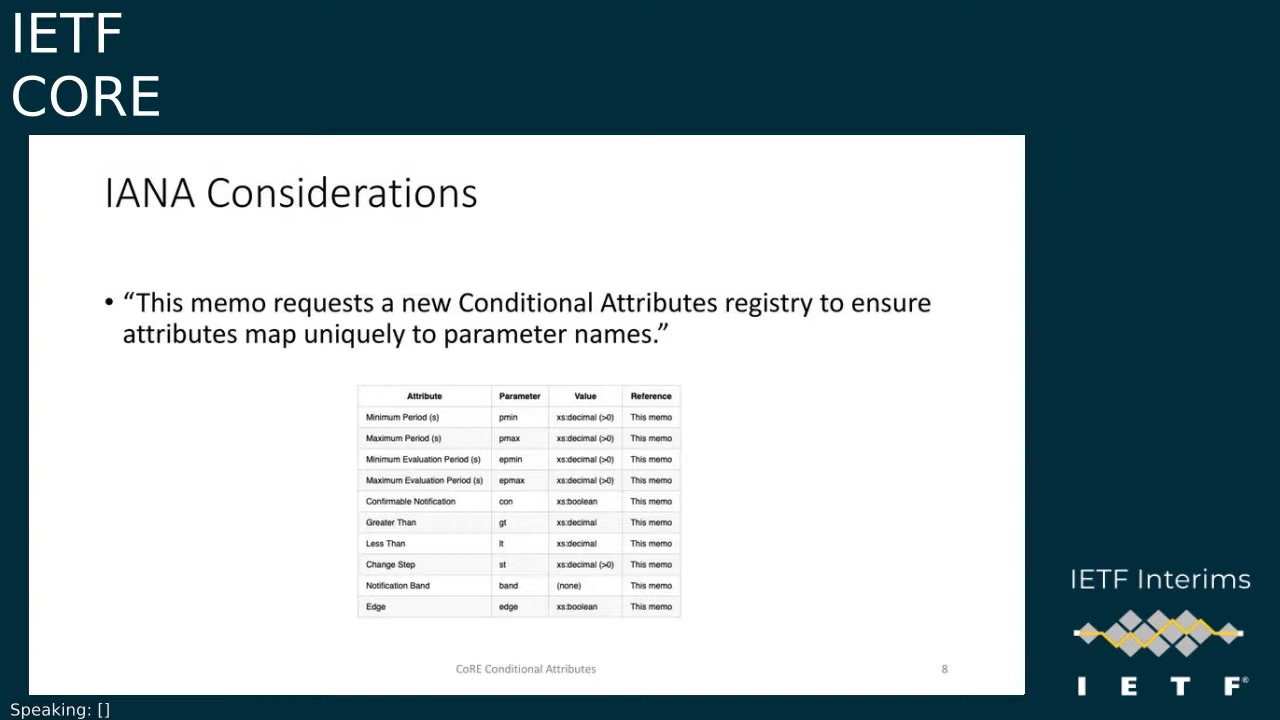 IETF
CORE
IANA Considerations
• “This memo requests a new Conditional Attributes registry to ensure
attributes map uniquely to parameter names.”
Attribute Parameter Value Reference
Minimum Period (s) pmin xs:decimal (>0) This memo
Maximum Period (s) pmax xs:decimal (>0) This memo
Minimum Evaluation Period (s) epmin xs:decimal (>0) This memo
Maximum Evaluation Period (s) epmax xs:decimal (>0) This memo
Confirmable Notification con xs:boolean This memo
Greater Than gt xs:decimal This memo
Less Than lt xs:decimal This memo
Change Step st xs:decimal (>0) This memo
Notification Band band (none) This memo
Edge edge xs:boolean This memo
CoRE Conditional Attributes 8
IETF Interims
I E T F®
Speaking: []